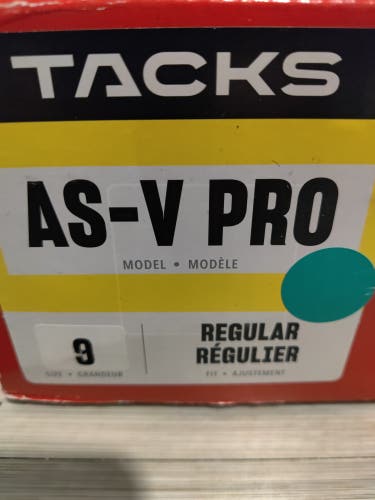 TACKS
AS-V PRO
MODEL • MODÈLE
9
SIZE • GRANDEUR
REGULAR
RÉGULIER
FIT • AJUSTEMENT